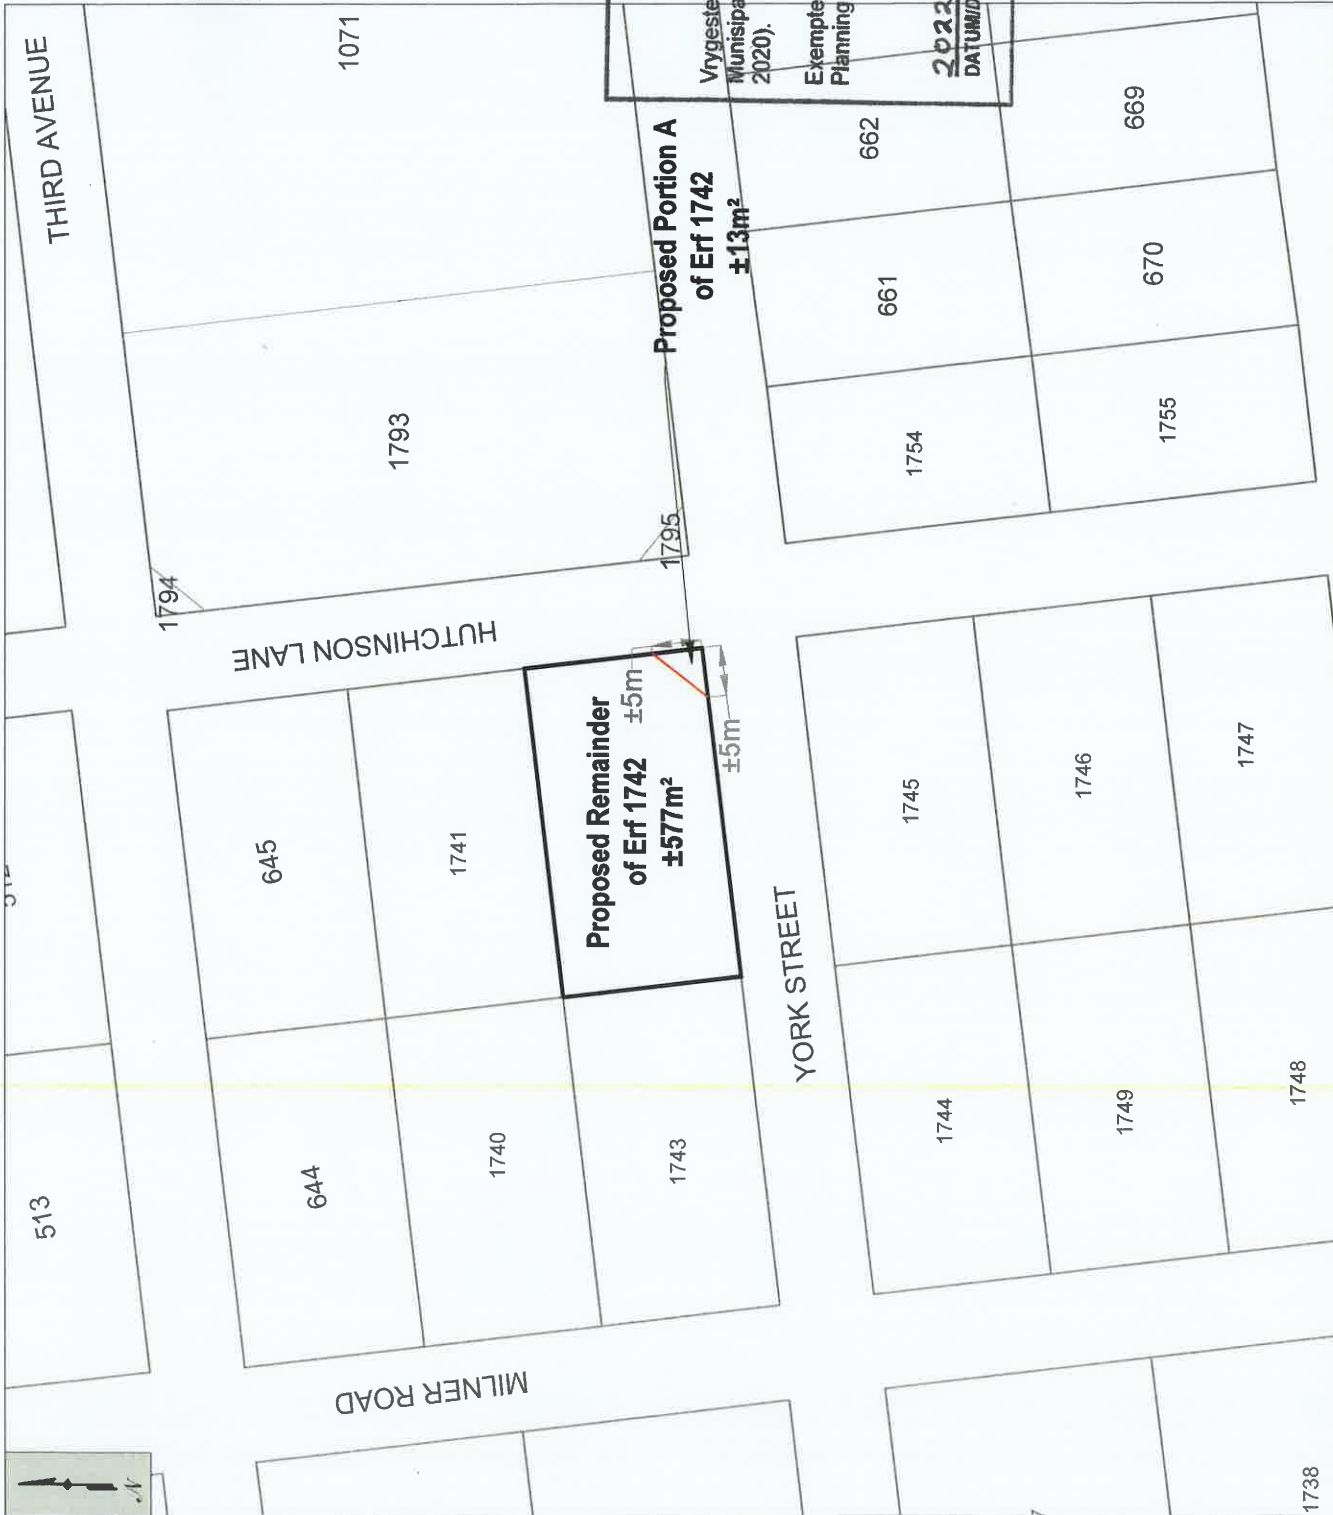 THIRD AVENUE
1071
1793
1794
1795
HUTCHINSON LANE
Proposed Portion A
of Erf 1742
±13m²
Vrygeste
Munisipa
2020).
Exempte
Planning
2022
DATUM/D
662
669
661
670
1754
1755
645
1741
Proposed Remainder
of Erf 1742
±577m²
±5m
±5m
YORK STREET
1745
1746
1747
513
644
1740
1743
1744
1749
1748
MILNER ROAD
N
1738